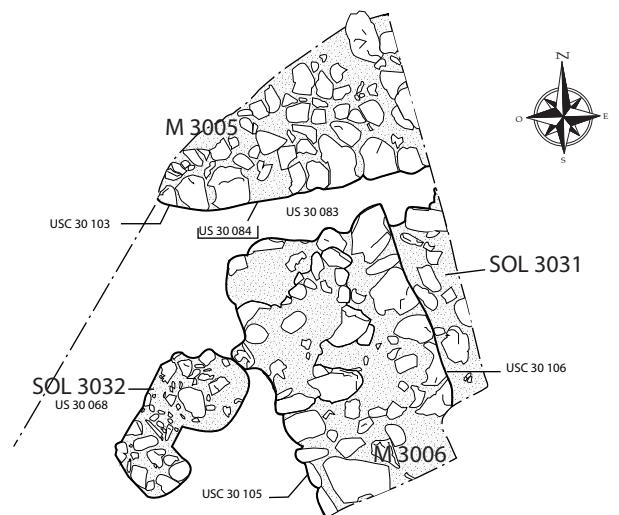 N
O
E
S
M 3005
USC 30 103
US 30 083
US 30 084
SOL 3031
USC 30 106
SOL 3032
US 30 068
M 3006
USC 30 105